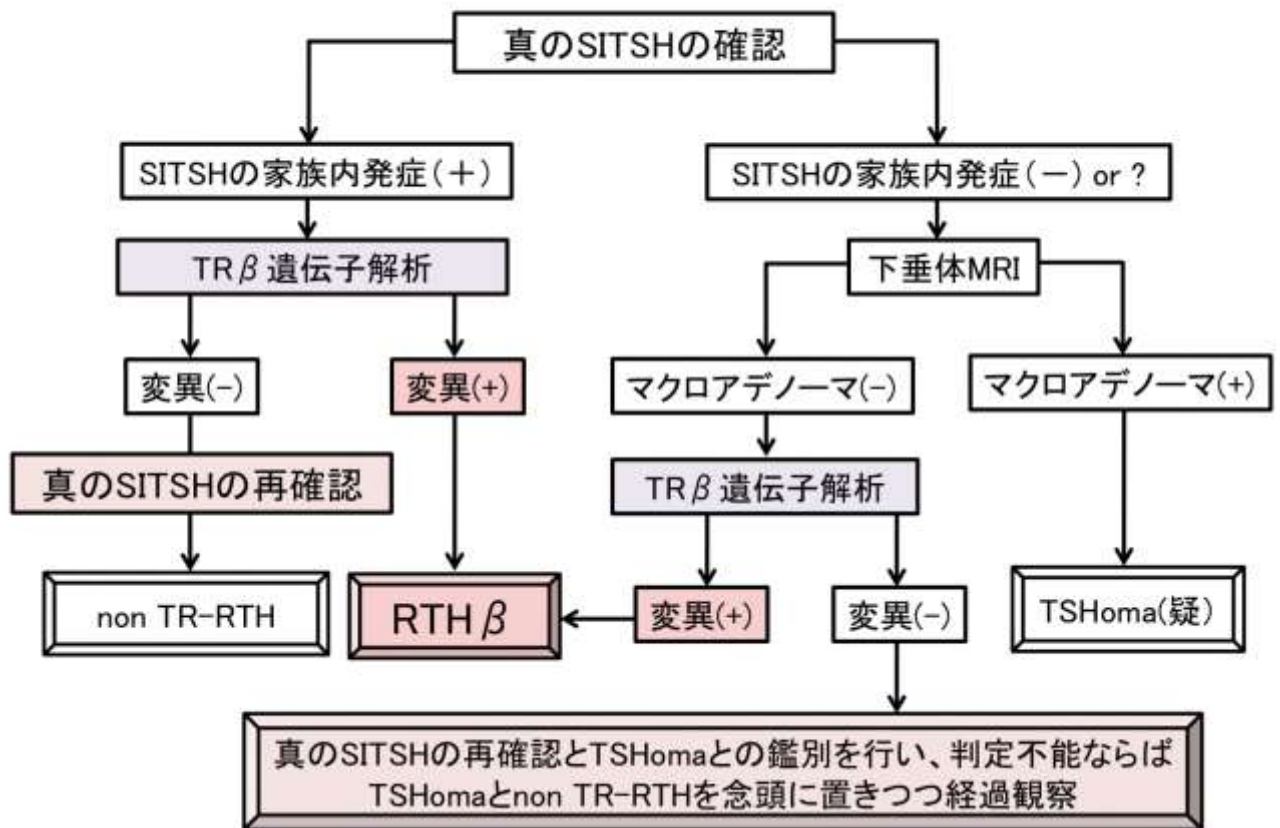 真のSITSHの確認
SITSHの家族内発症(＋)
SITSHの家族内発症(－) or ?
TRβ遺伝子解析
下垂体MRI
変異(-)
変異(+)
マクロアデノーマ(-)
マクロアデノーマ(+)
真のSITSHの再確認
TRβ遺伝子解析
non TR-RTH
RTHβ
変異(+)
変異(-)
TSHoma(疑)
真のSITSHの再確認とTSHomaとの鑑別を行い、判定不能ならば
TSHomaとnon TR-RTHを念頭に置きつつ経過観察